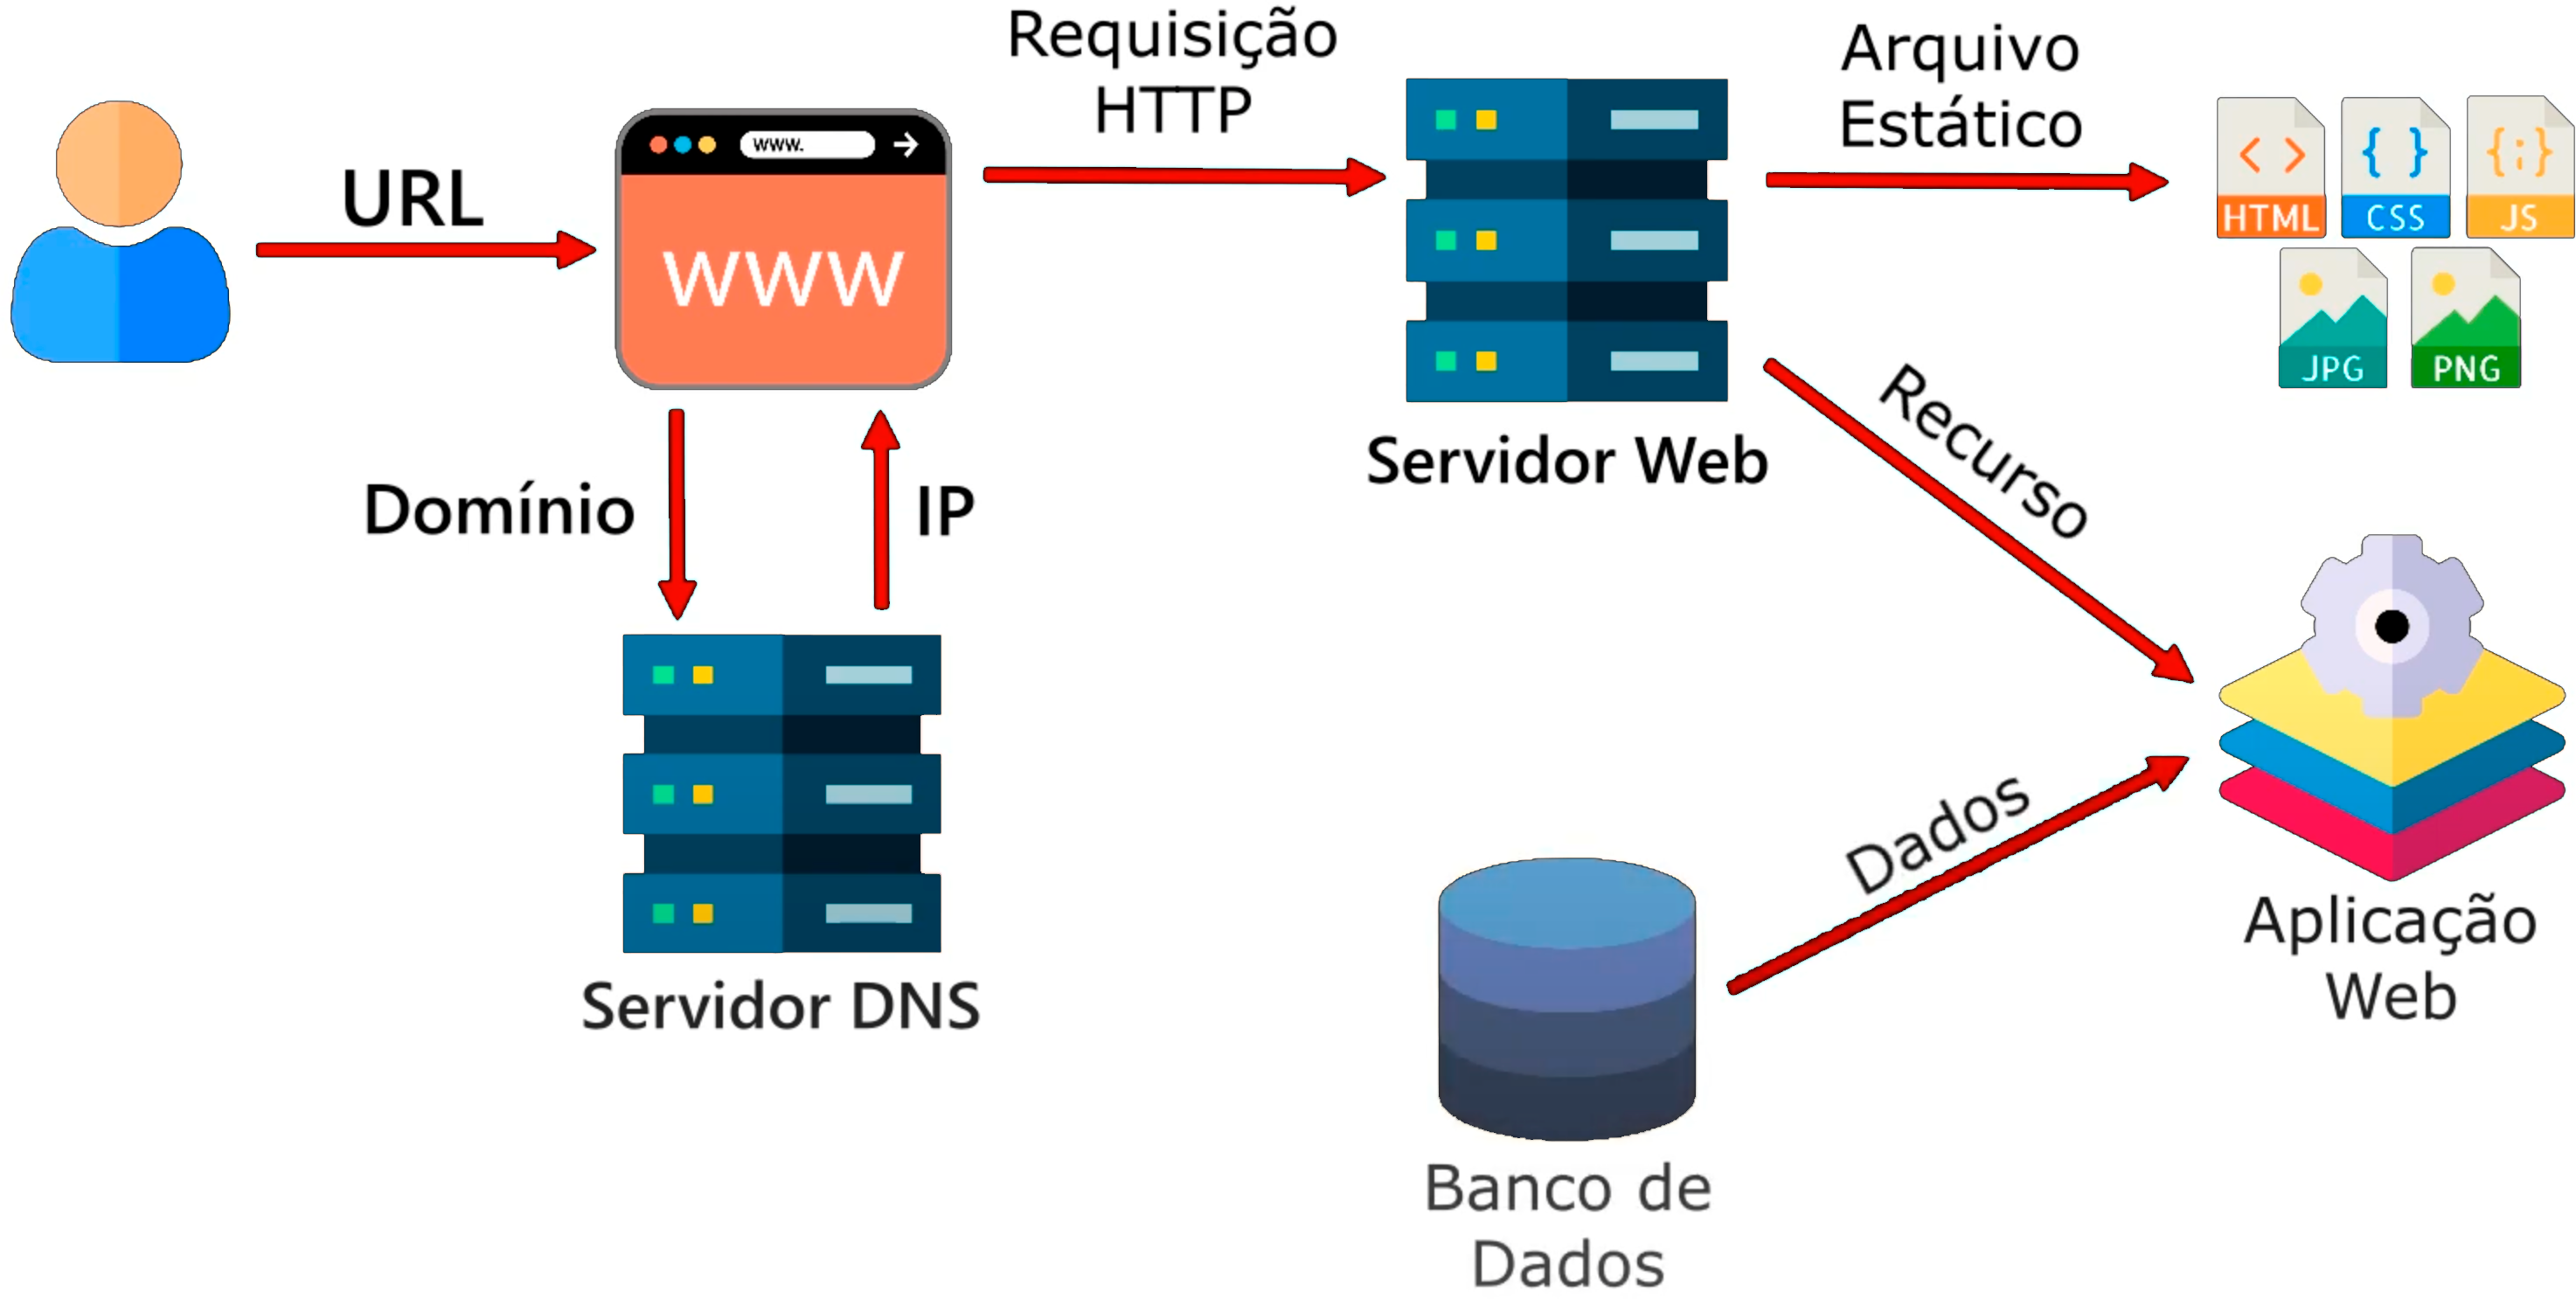 Requisição
HTTP
Arquivo
Estático
URL
www.
WWW
HTML
CSS
JS
JPG
PNG
Servidor Web
Recurso
Domínio
IP
Servidor DNS
Dados
Aplicação
Web
Banco de
Dados